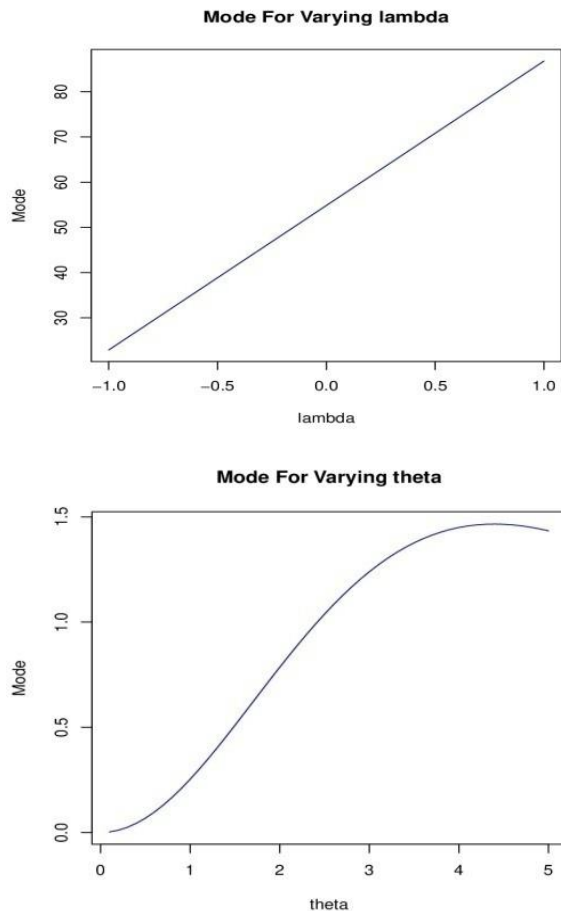 Mode For Varying lambda
Mode
80
70
60
50
40
30
−1.0 −0.5 0.0 0.5 1.0
lambda
Mode For Varying theta
Mode
1.5
1.0
0.5
0.0
0 1 2 3 4 5
theta